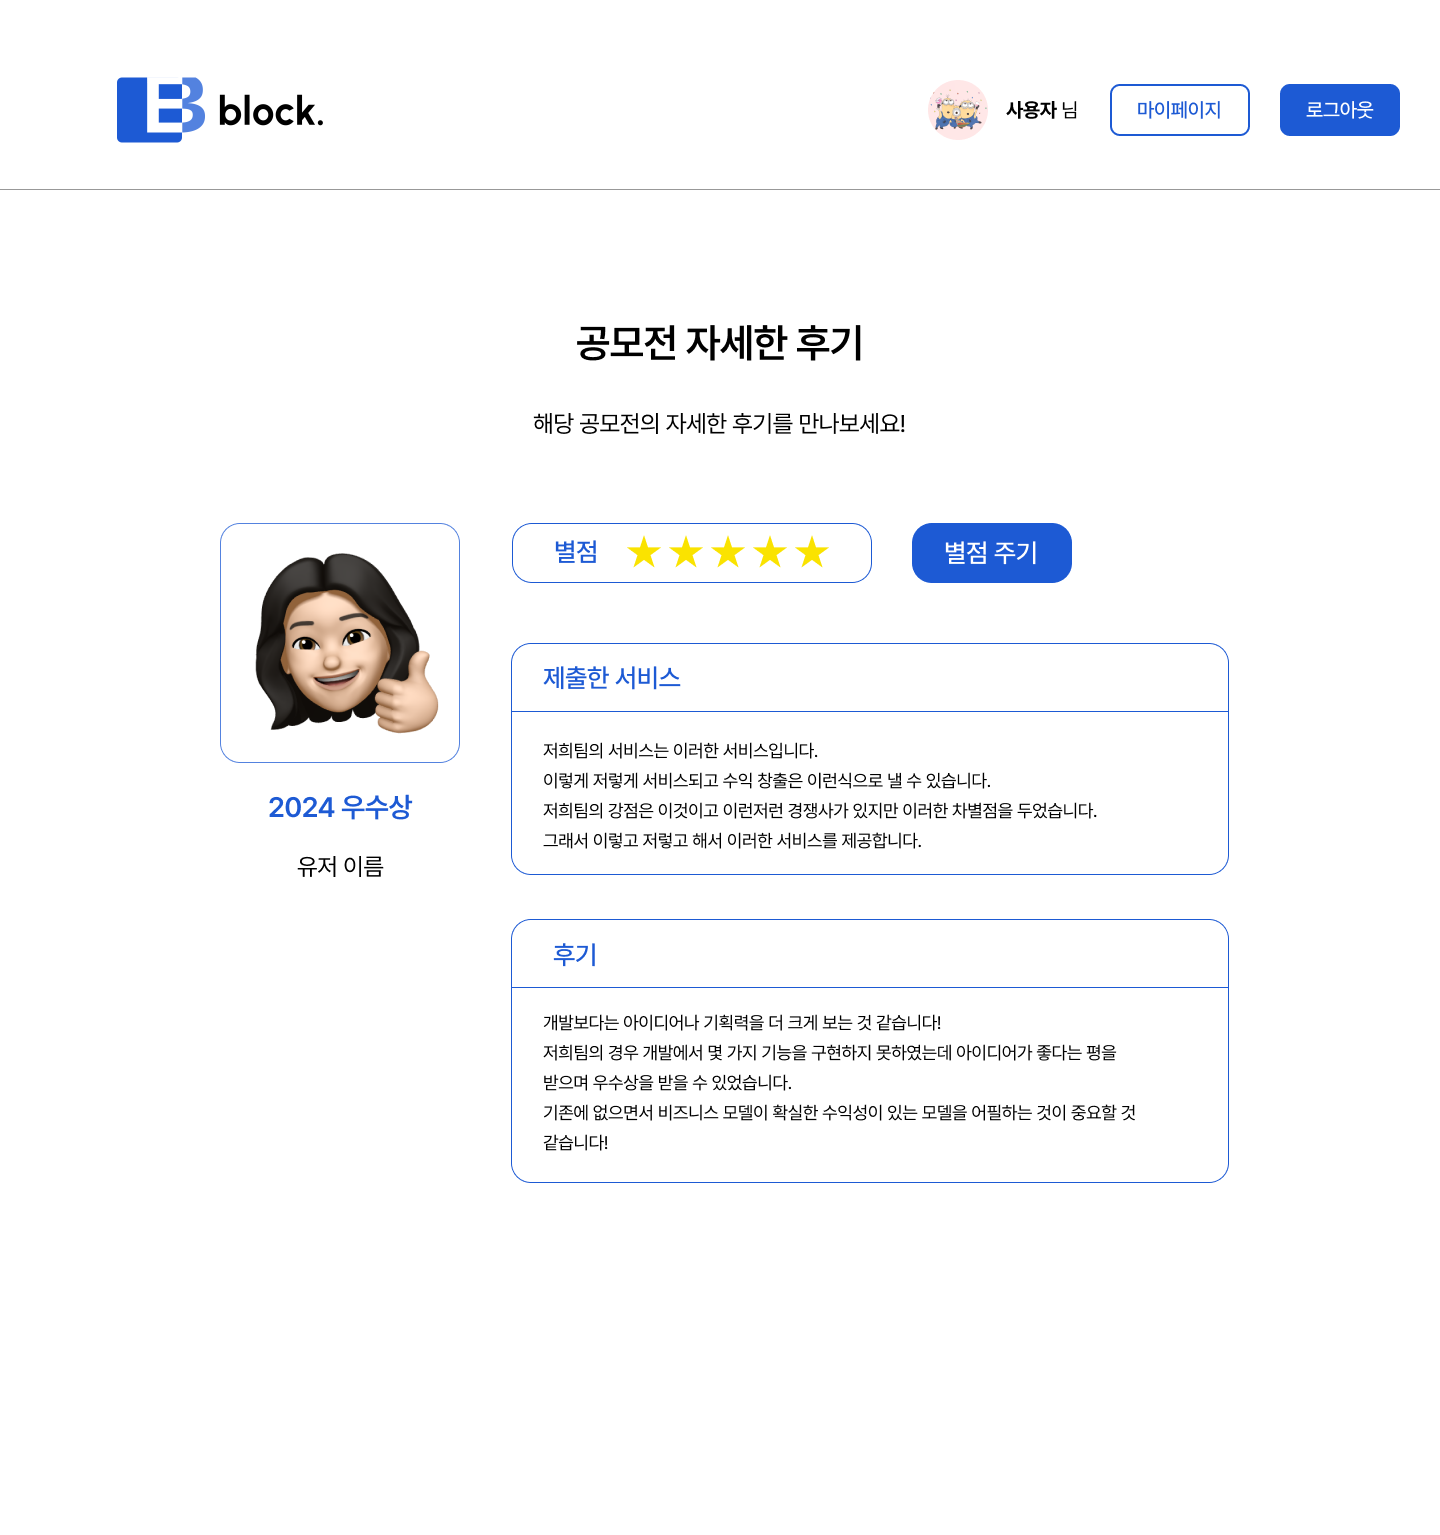 block.
사용자 님
마이페이지
로그아웃
공모전 자세한 후기
해당 공모전의 자세한 후기를 만나보세요!
별점
별점 주기
2024 우수상
유저 이름
제출한 서비스
저희팀의 서비스는 이러한 서비스입니다.
이렇게 저렇게 서비스되고 수익 창출은 이런식으로 낼 수 있습니다.
저희팀의 강점은 이것이고 이런저런 경쟁사가 있지만 이러한 차별점을 두었습니다.
그래서 이렇고 저렇고 해서 이러한 서비스를 제공합니다.
후기
개발보다는 아이디어나 기획력을 더 크게 보는 것 같습니다!
저희팀의 경우 개발에서 몇 가지 기능을 구현하지 못하였는데 아이디어가 좋다는 평을
받으며 우수상을 받을 수 있었습니다.
기존에 없으면서 비즈니스 모델이 확실한 수익성이 있는 모델을 어필하는 것이 중요할 것
같습니다!